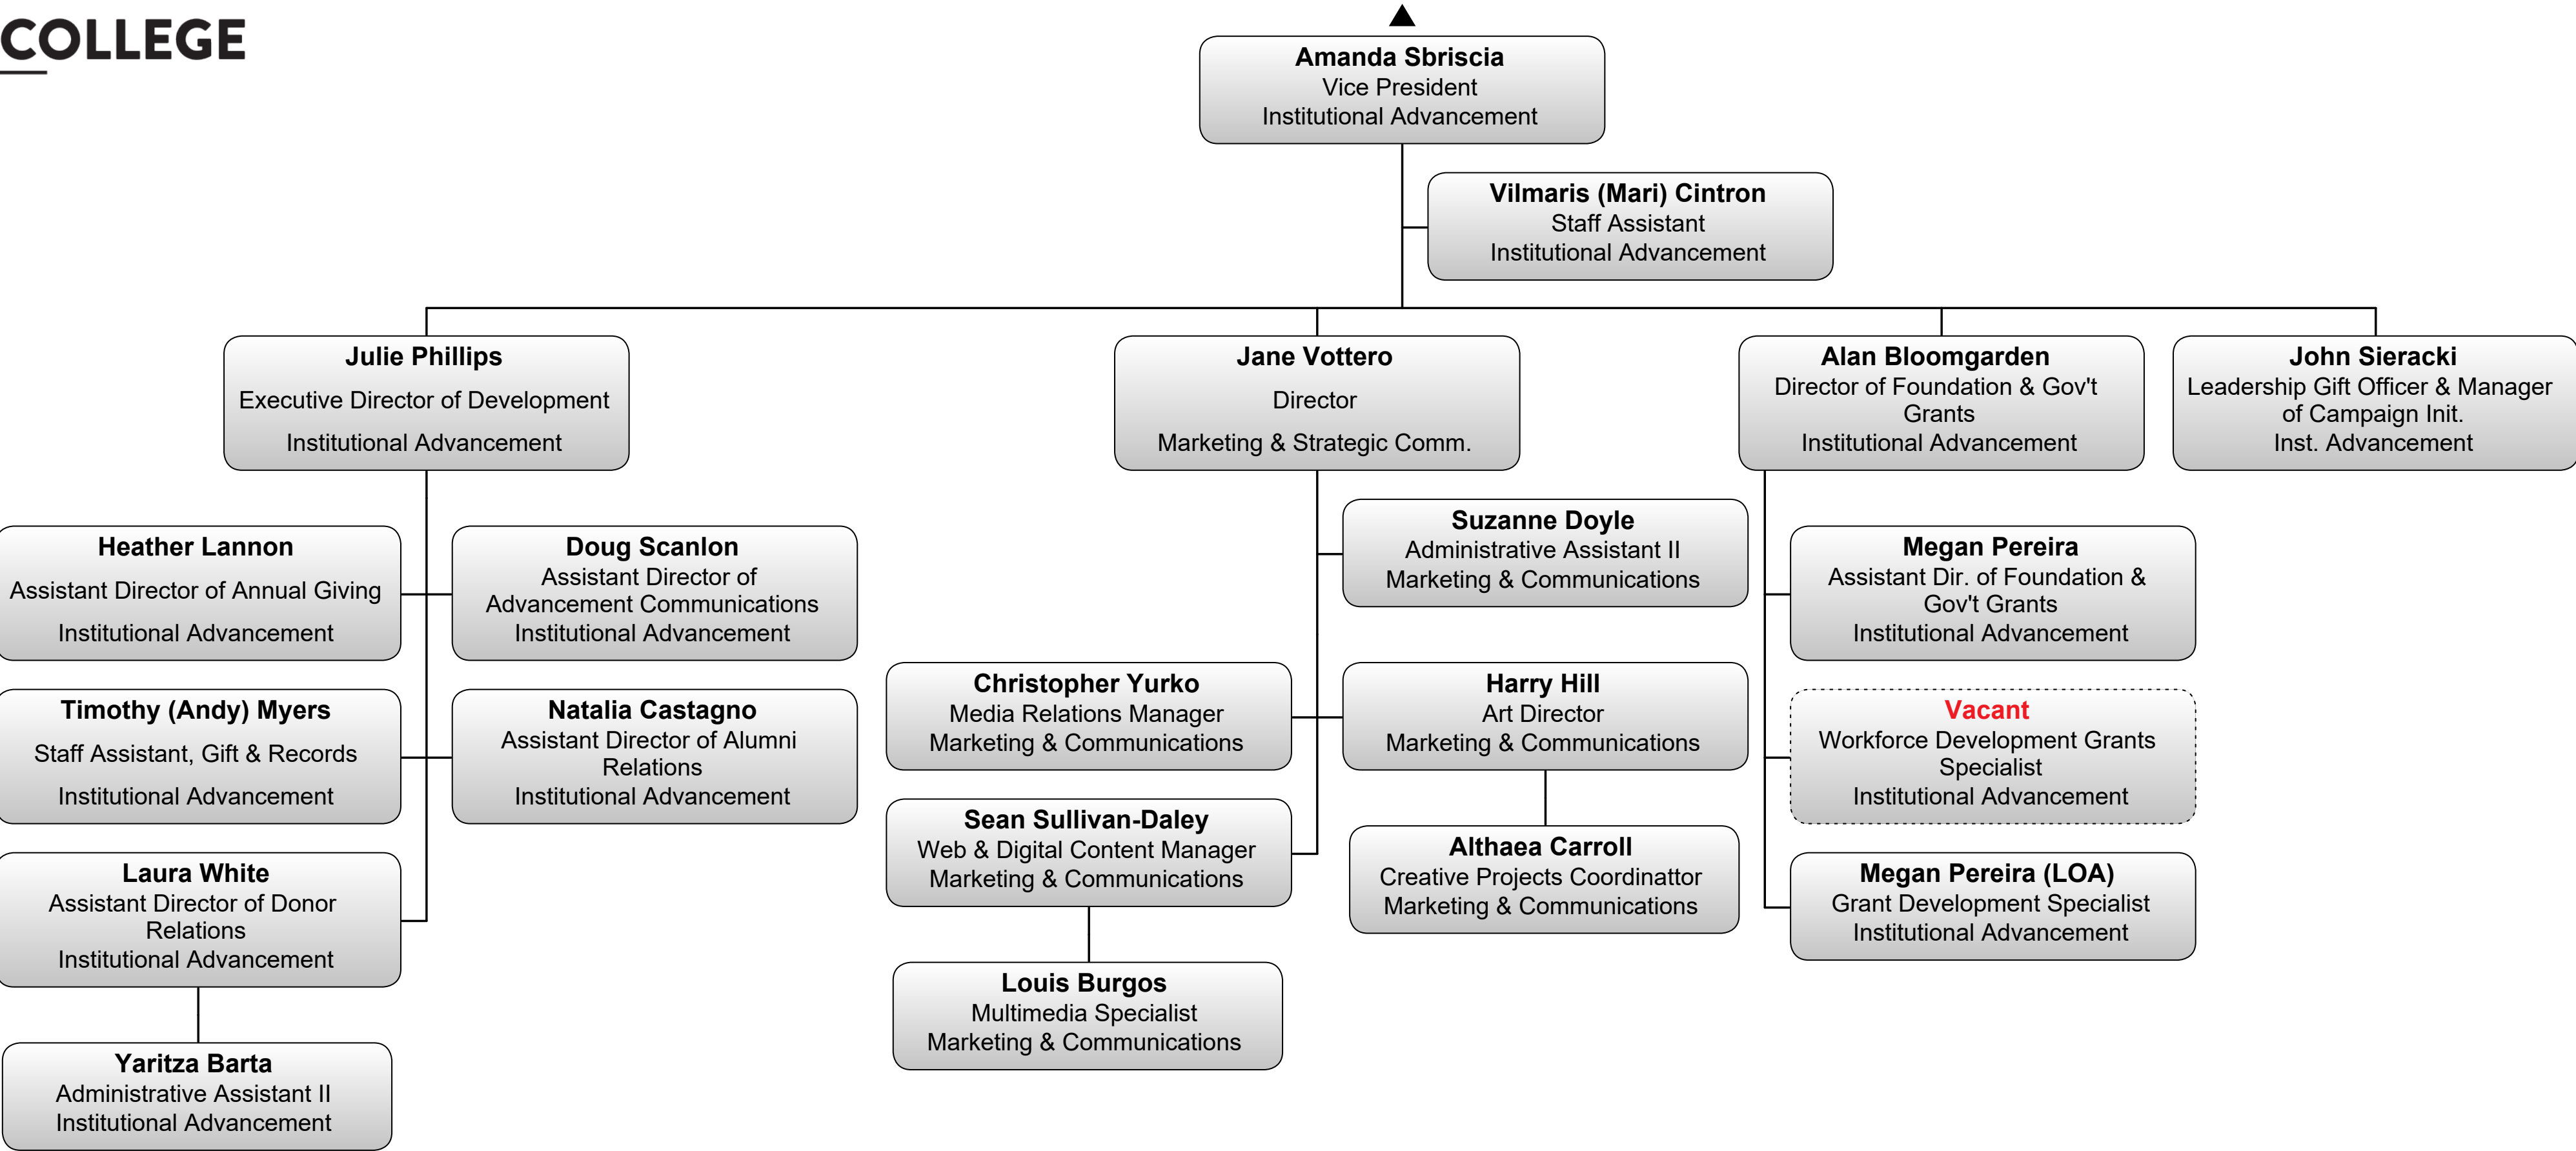 COLLEGE
Amanda Sbriscia
Vice President
Institutional Advancement
Vilmaris (Mari) Cintron
Staff Assistant
Institutional Advancement
Julie Phillips
Executive Director of Development
Institutional Advancement
Jane Vottero
Director
Marketing & Strategic Comm.
Alan Bloomgarden
Director of Foundation & Gov't
Grants
Institutional Advancement
John Sieracki
Leadership Gift Officer & Manager
of Campaign Init.
Inst. Advancement
Heather Lannon
Assistant Director of Annual Giving
Institutional Advancement
Doug Scanlon
Assistant Director of
Advancement Communications
Institutional Advancement
Timothy (Andy) Myers
Staff Assistant, Gift & Records
Institutional Advancement
Natalia Castagno
Assistant Director of Alumni
Relations
Institutional Advancement
Laura White
Assistant Director of Donor
Relations
Institutional Advancement
Yaritza Barta
Administrative Assistant II
Institutional Advancement
Suzanne Doyle
Administrative Assistant II
Marketing & Communications
Christopher Yurko
Media Relations Manager
Marketing & Communications
Harry Hill
Art Director
Marketing & Communications
Sean Sullivan-Daley
Web & Digital Content Manager
Marketing & Communications
Althaea Carroll
Creative Projects Coordinattor
Marketing & Communications
Louis Burgos
Multimedia Specialist
Marketing & Communications
Megan Pereira
Assistant Dir. of Foundation &
Gov't Grants
Institutional Advancement
Vacant
Workforce Development Grants
Specialist
Institutional Advancement
Megan Pereira (LOA)
Grant Development Specialist
Institutional Advancement